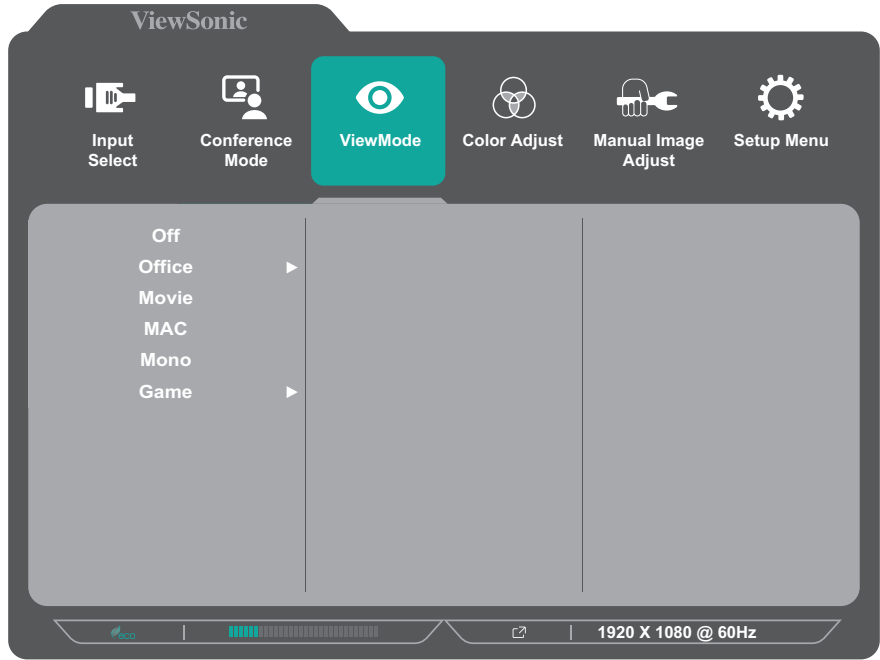 ViewSonic
Input
Select
Conference
Mode
ViewMode
Color Adjust
Manual Image
Adjust
Setup Menu
Off
Office
Movie
MAC
Mono
Game
eco
1920 X 1080 @ 60Hz